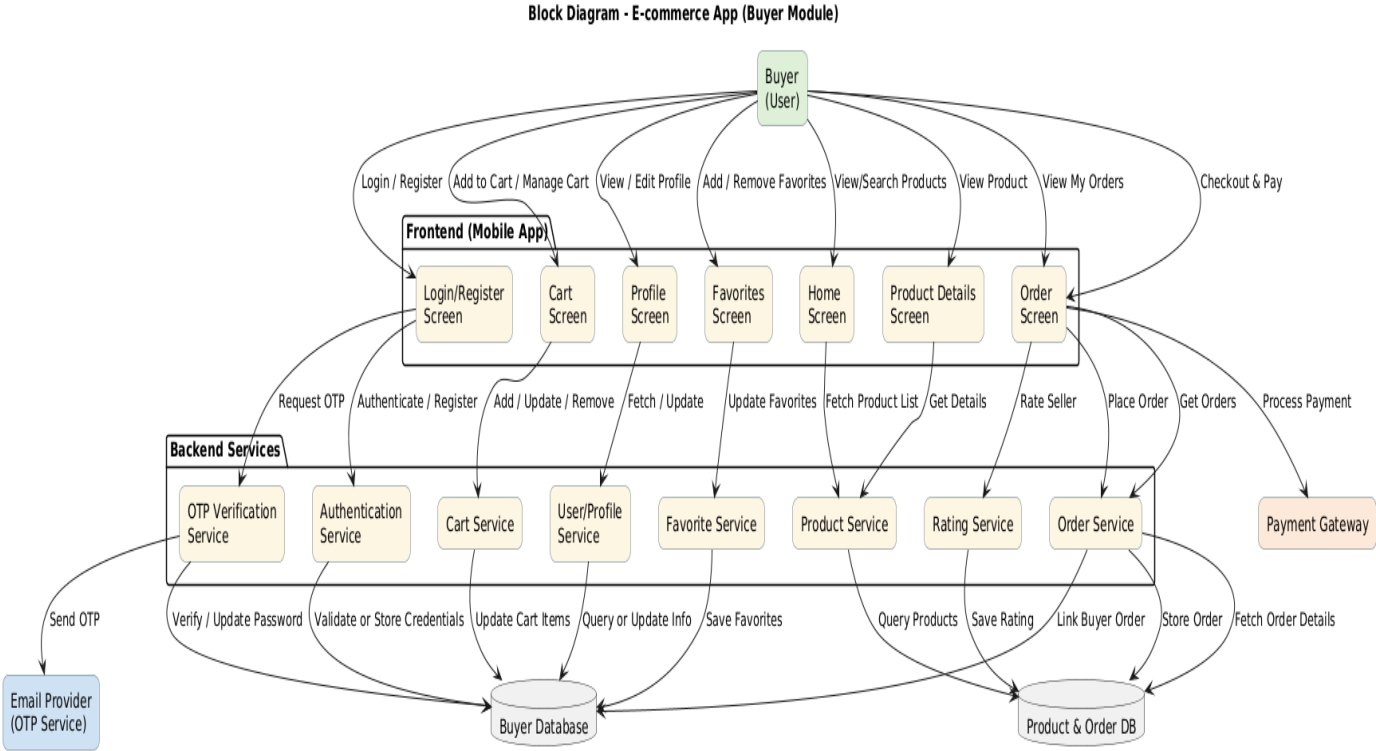 Block Diagram - E-commerce App (Buyer Module)
Buyer
(User)
Login / Register
Add to Cart / Manage Cart
View / Edit Profile
Add / Remove Favorites
View/Search Products
View Product
View My Orders
Checkout & Pay
Frontend (Mobile App)
Login/Register
Screen
Cart
Screen
Profile
Screen
Favorites
Screen
Home
Screen
Product Details
Screen
Order
Screen
Request OTP
Authenticate / Register
Add / Update / Remove
Fetch / Update
Update Favorites
Fetch Product List
Get Details
Rate Seller
Place Order
Get Orders
Process Payment
Backend Services
OTP Verification
Service
Authentication
Service
Cart Service
User/Profile
Service
Favorite Service
Product Service
Rating Service
Order Service
Payment Gateway
Send OTP
Verify / Update Password
Validate or Store Credentials
Update Cart Items
Query or Update Info
Save Favorites
Query Products
Save Rating
Link Buyer Order
Store Order
Fetch Order Details
Email Provider
(OTP Service)
Buyer Database
Product & Order DB